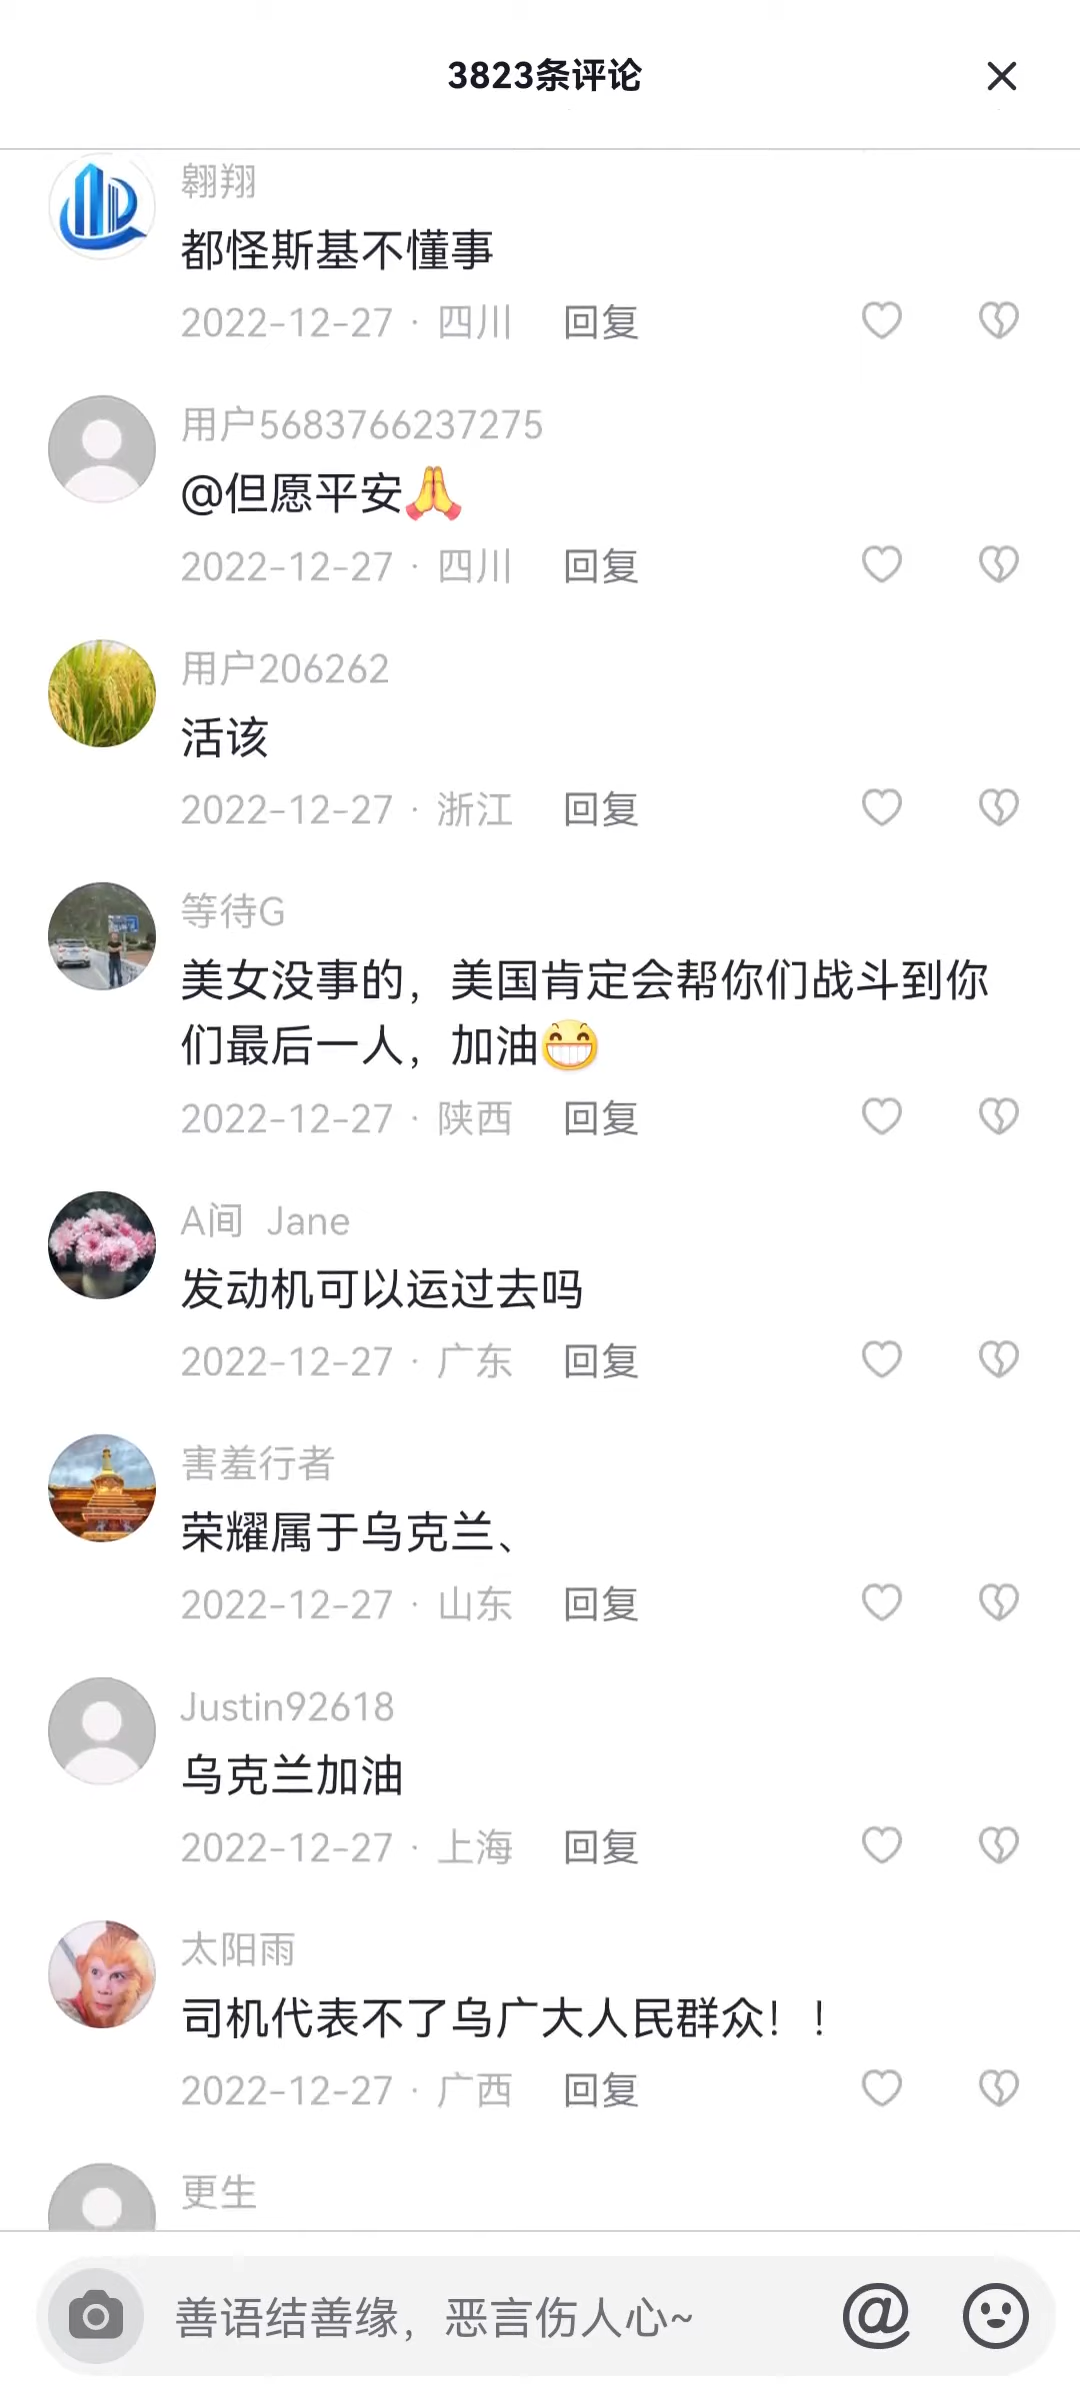 3823条评论
翱翔
都怪斯基不懂事
2022-12-27 · 四川 回复
用户5683766237275
@但愿平安🙏
2022-12-27 · 四川 回复
用户206262
活该
2022-12-27 · 浙江 回复
等待G
美女没事的，美国肯定会帮你们战斗到你
们最后一人，加油😁
2022-12-27 · 陕西 回复
A间 Jane
发动机可以运过去吗
2022-12-27 · 广东 回复
害羞行者
荣耀属于乌克兰、
2022-12-27 · 山东 回复
Justin92618
乌克兰加油
2022-12-27 · 上海 回复
太阳雨
司机代表不了乌广大人民群众！！
2022-12-27 · 广西 回复
更生
善语结善缘，恶言伤人心~